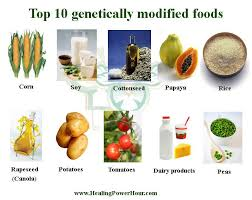 Top 10 genetically modified foods
Corn
Soy
Cottonseed
Papaya
Rice
Rapeseed
(Canola)
Potatoes
Tomatoes
Dairy products
Peas
www.HealingPowerHour.com